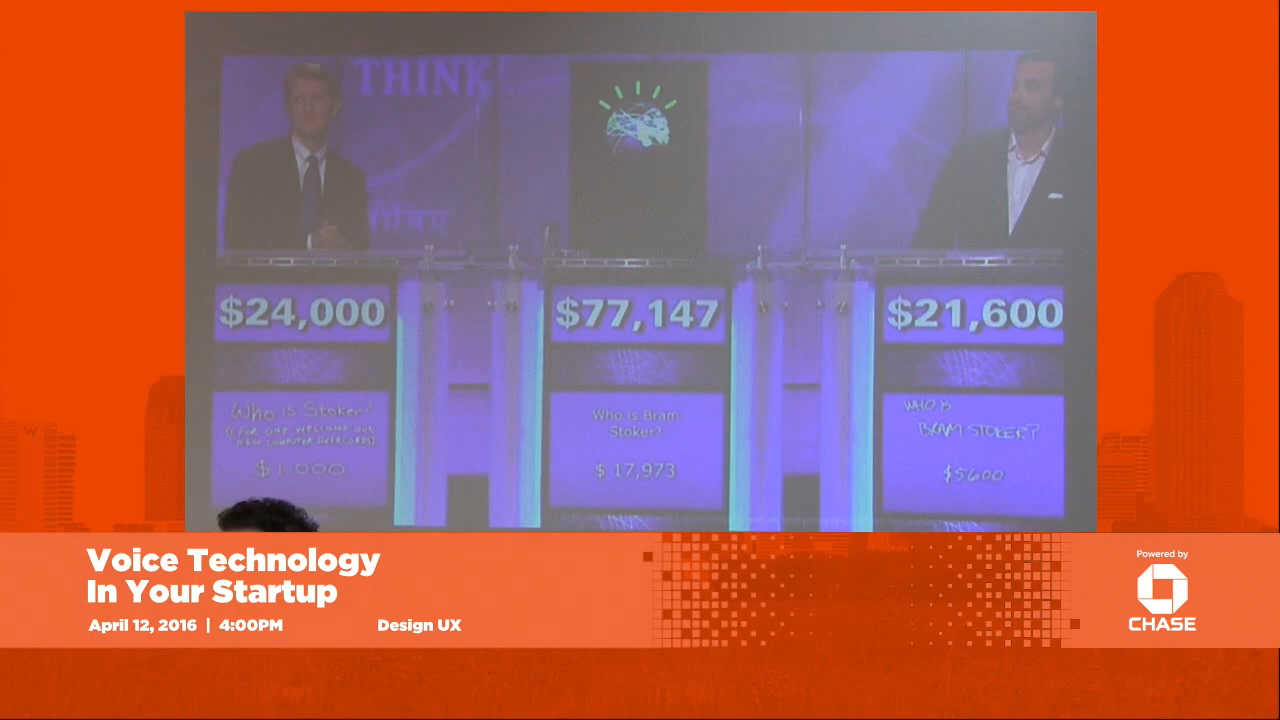 THINK
$24,000
$77,147
$21,600
Who is Stoker?
(I FOR ONE WELCOME OUR
NEW COMPUTER OVERLORDS)
$1,000
Who is Bram
Stoker?
$ 17,973
WHO IS
BRAM STOKER?
$5600
Voice Technology
In Your Startup
April 12, 2016 | 4:00PM
Design UX
Powered by
CHASE